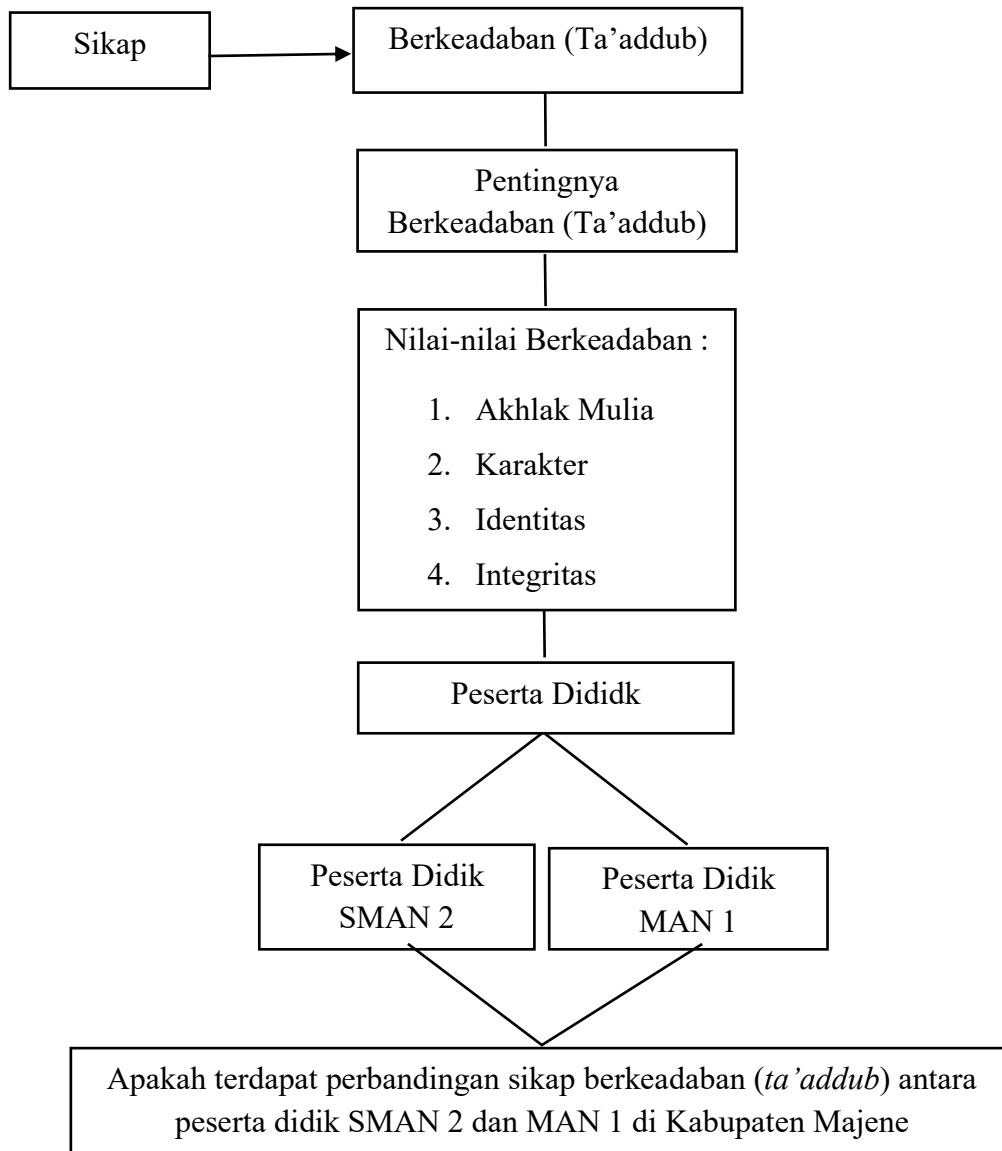 Sikap
Berkeadaban (Ta’addub)
Pentingnya
Berkeadaban (Ta’addub)
Nilai-nilai Berkeadaban :
1. Akhlak Mulia
2. Karakter
3. Identitas
4. Integritas
Peserta Dididk
Peserta Didik
SMAN 2
Peserta Didik
MAN 1
Apakah terdapat perbandingan sikap berkeadaban (ta’addub) antara
peserta didik SMAN 2 dan MAN 1 di Kabupaten Majene